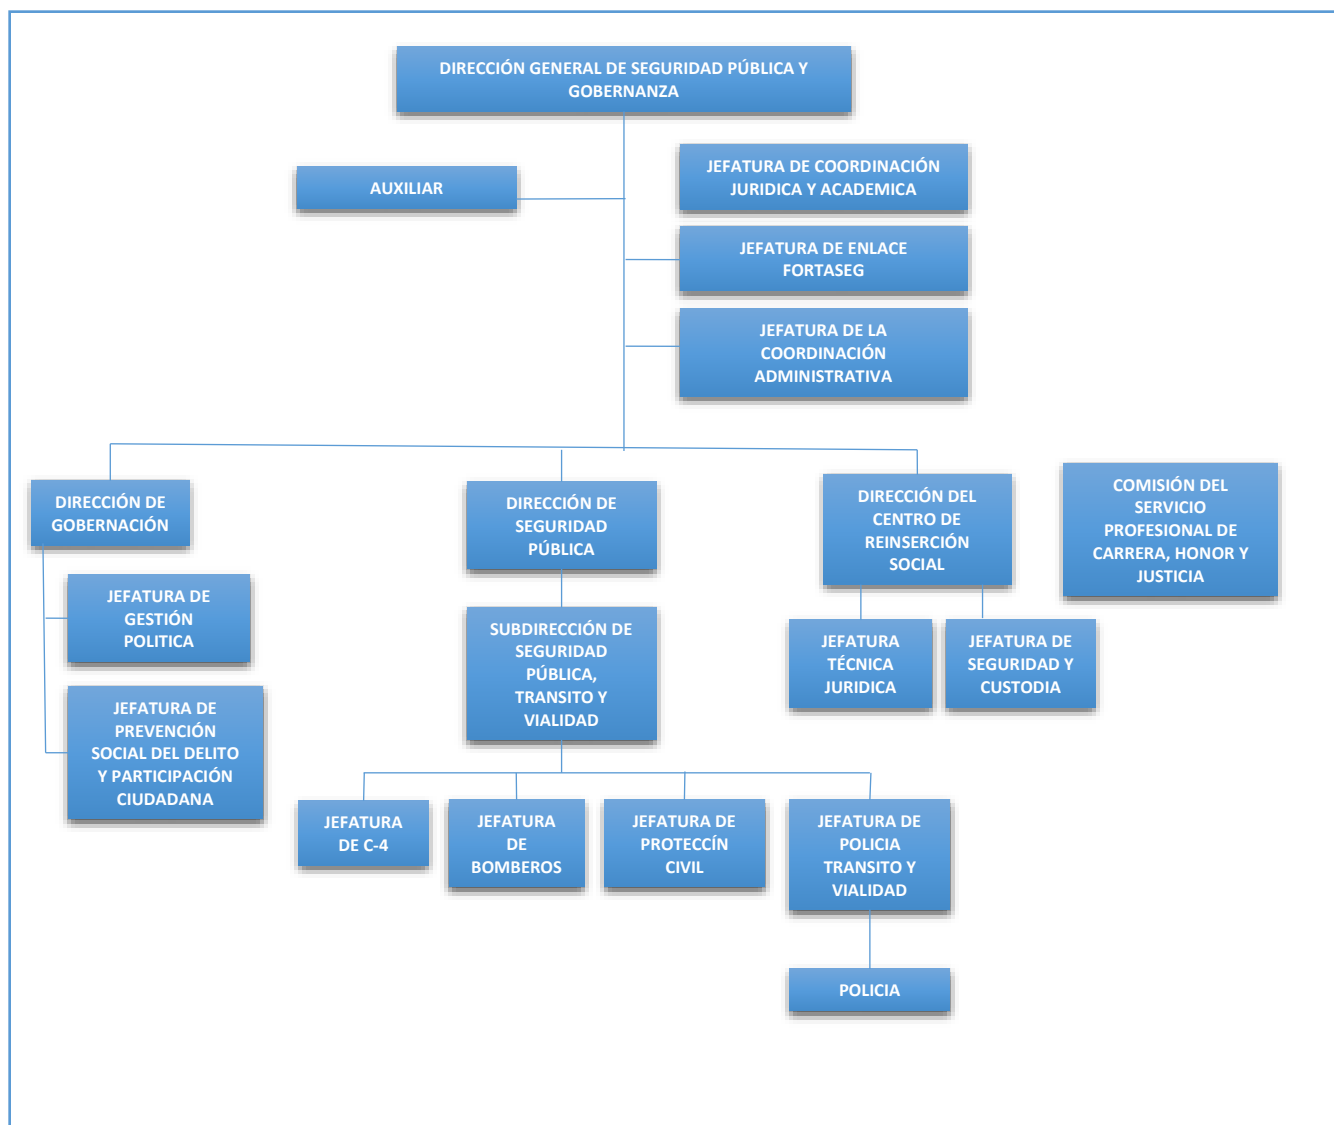 DIRECCIÓN GENERAL DE SEGURIDAD PÚBLICA Y
GOBERNANZA
AUXILIAR
JEFATURA DE COORDINACIÓN
JURIDICA Y ACADEMICA
JEFATURA DE ENLACE
FORTASEG
JEFATURA DE LA
COORDINACIÓN
ADMINISTRATIVA
DIRECCIÓN DE
GOBERNACIÓN
JEFATURA DE
GESTIÓN
POLITICA
JEFATURA DE
PREVENCIÓN
SOCIAL DEL DELITO
Y PARTICIPACIÓN
CIUDADANA
DIRECCIÓN DE
SEGURIDAD
PÚBLICA
SUBDIRECCIÓN DE
SEGURIDAD
PÚBLICA,
TRANSITO Y
VIALIDAD
JEFATURA
DE C-4
JEFATURA
DE
BOMBEROS
JEFATURA DE
PROTECCÍN
CIVIL
JEFATURA DE
POLICIA
TRANSITO Y
VIALIDAD
POLICIA
DIRECCIÓN DEL
CENTRO DE
REINSERCIÓN
SOCIAL
JEFATURA
TÉCNICA
JURIDICA
JEFATURA DE
SEGURIDAD Y
CUSTODIA
COMISIÓN DEL
SERVICIO
PROFESIONAL DE
CARRERA, HONOR Y
JUSTICIA